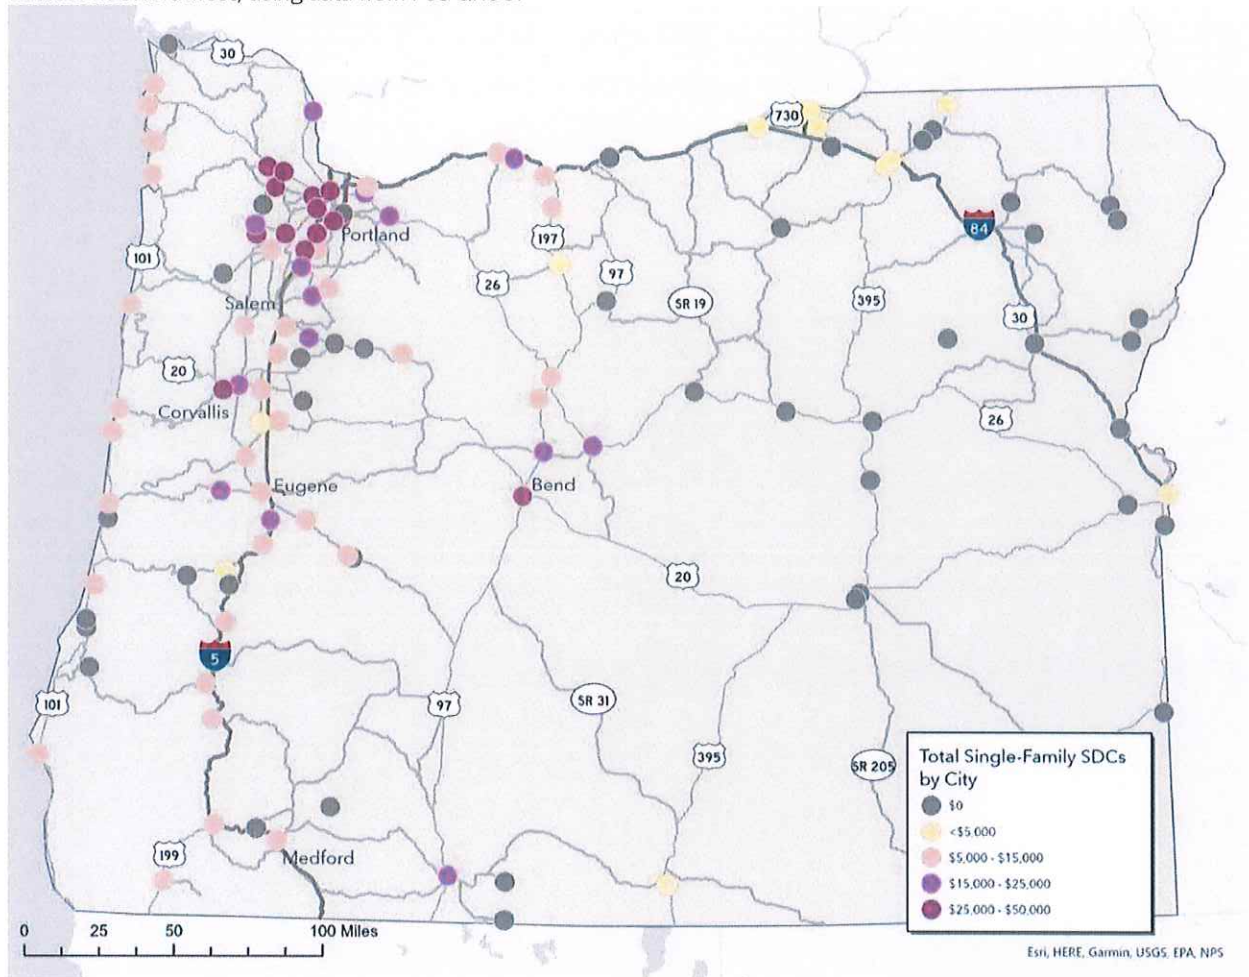 30
730
Portland
101
197
84
97
26
SR 19
395
Salem
30
20
Corvallis
26
Eugene
Bend
20
5
101
97
SR 31
395
SR 205
Total Single-Family SDCs
by City
$0
<$5,000
$5,000 - $15,000
$15,000 - $25,000
$25,000 - $50,000
199
Medford
0 25 50 100 Miles
Esri, HERE, Garmin, USGS, EPA, NPS